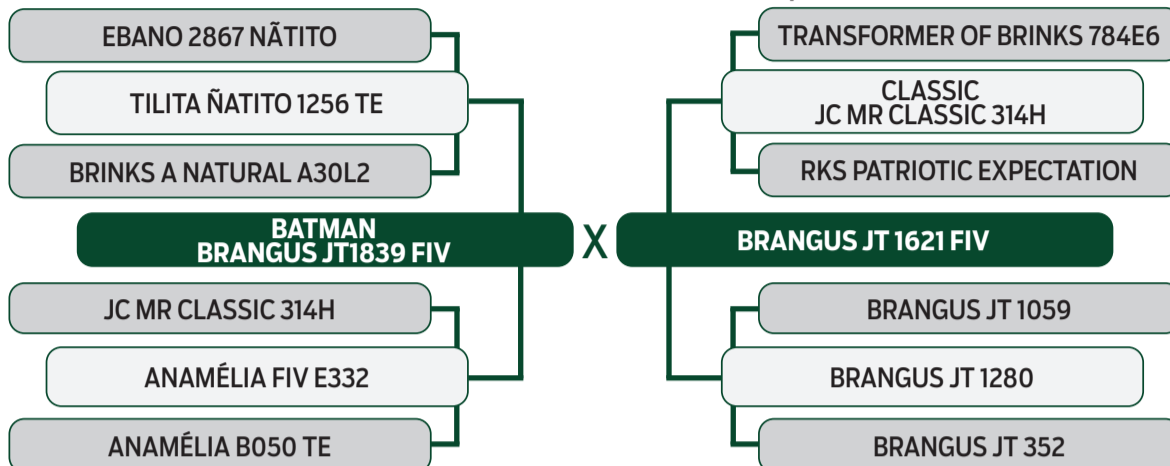 EBANO 2867 NÃTITO
TILITA ÑATITO 1256 TE
BRINKS A NATURAL A30L2
BATMAN
BRANGUS JT1839 FIV
JC MR CLASSIC 314H
ANAMÉLIA FIV E332
ANAMÉLIA B050 TE
X
TRANSFORMER OF BRINKS 784E6
CLASSIC
JC MR CLASSIC 314H
RKS PATRIOTIC EXPECTATION
BRANGUS JT 1621 FIV
BRANGUS JT 1059
BRANGUS JT 1280
BRANGUS JT 352